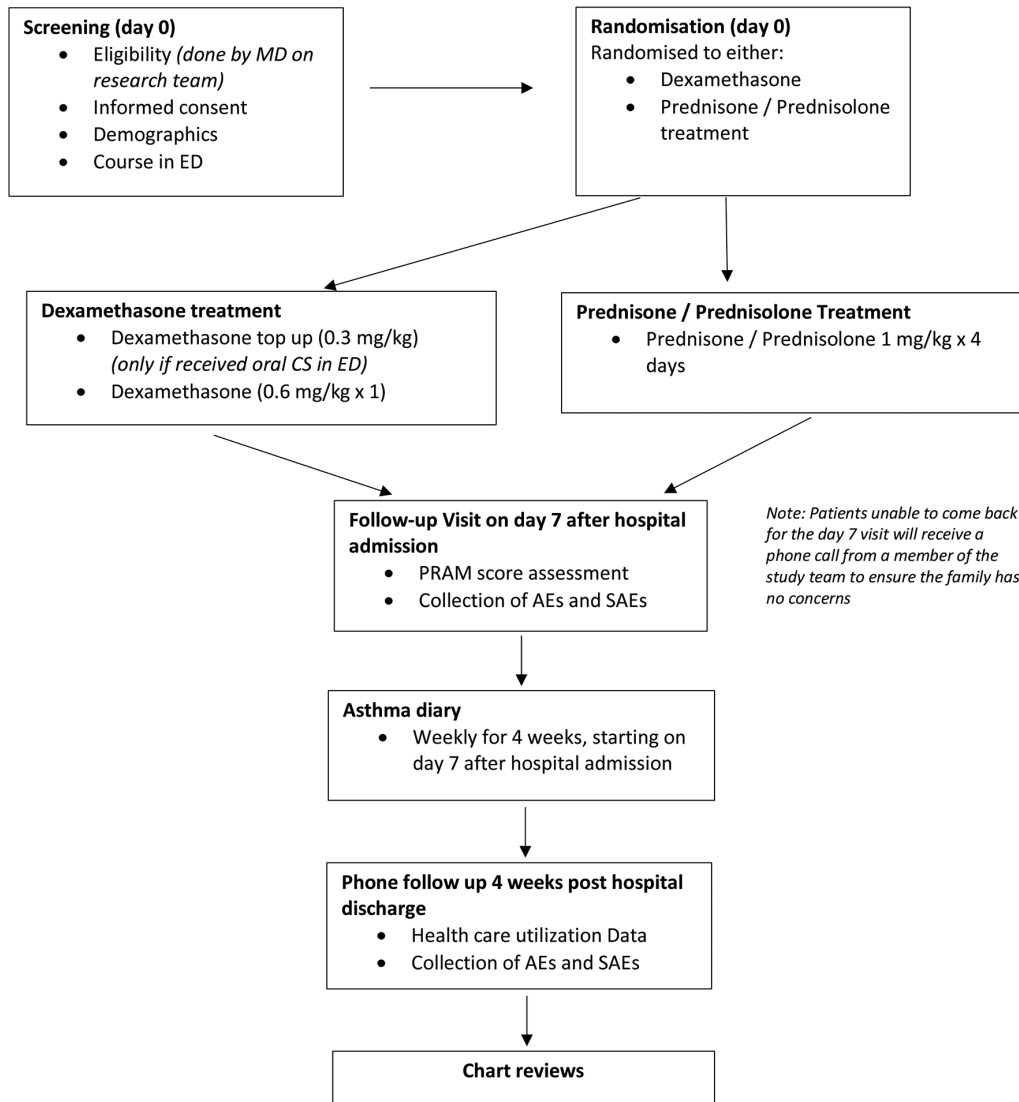 Screening (day 0)
• Eligibility (done by MD on
research team)
• Informed consent
• Demographics
• Course in ED
Randomisation (day 0)
Randomised to either:
• Dexamethasone
• Prednisone / Prednisolone
treatment
Dexamethasone treatment
• Dexamethasone top up (0.3 mg/kg)
(only if received oral CS in ED)
• Dexamethasone (0.6 mg/kg x 1)
Prednisone / Prednisolone Treatment
• Prednisone / Prednisolone 1 mg/kg x 4
days
Follow-up Visit on day 7 after hospital
admission
• PRAM score assessment
• Collection of AEs and SAEs
Note: Patients unable to come back
for the day 7 visit will receive a
phone call from a member of the
study team to ensure the family has
no concerns
Asthma diary
• Weekly for 4 weeks, starting on
day 7 after hospital admission
Phone follow up 4 weeks post hospital
discharge
• Health care utilization Data
• Collection of AEs and SAEs
Chart reviews